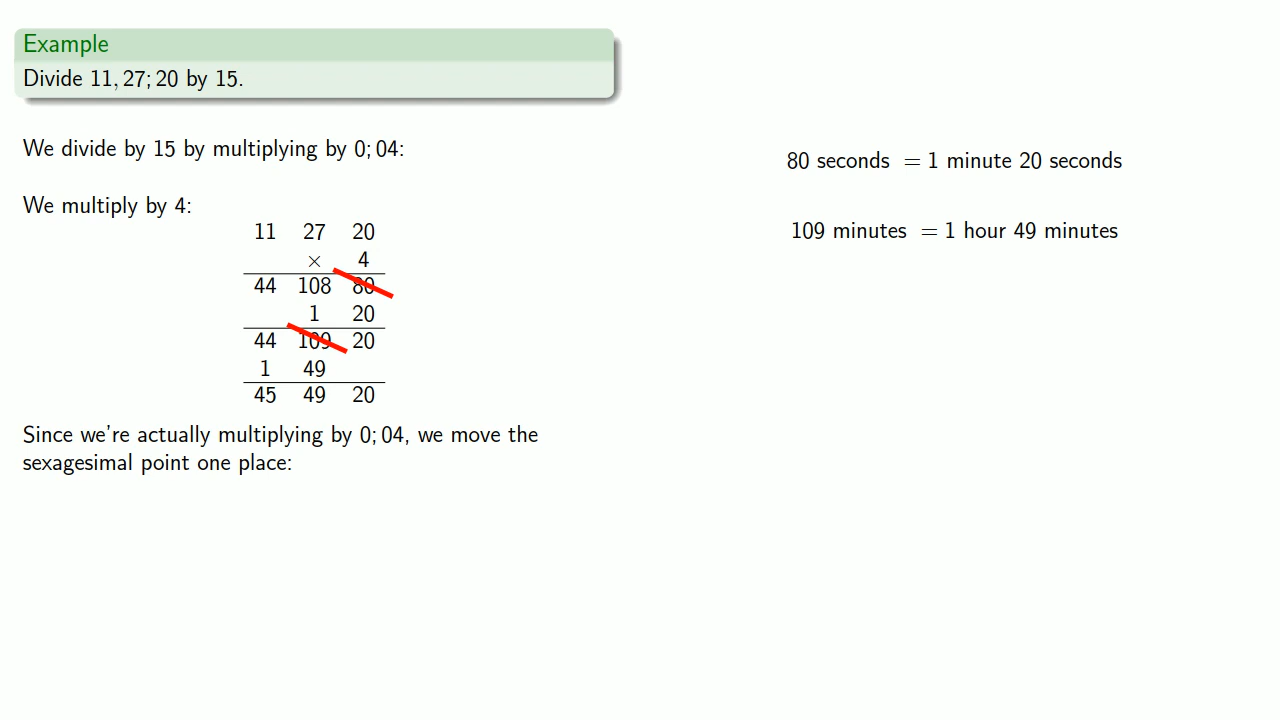 Example
Divide 11, 27; 20 by 15.
We divide by 15 by multiplying by 0; 04:
We multiply by 4:
11 27 20
× 4
44 108 80
1 20
44 109 20
1 49
45 49 20
Since we're actually multiplying by 0; 04, we move the
sexagesimal point one place:
80 seconds = 1 minute 20 seconds
109 minutes = 1 hour 49 minutes